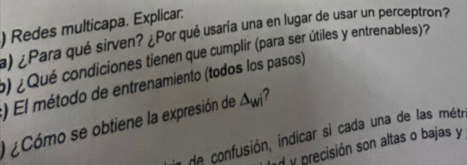 ) Redes multicapa. Explicar:
a) ¿Para qué sirven? ¿Por qué usaría una en lugar de usar un perceptron?
b) ¿Qué condiciones tienen que cumplir (para ser útiles y entrenables)?
c) El método de entrenamiento (todos los pasos)
) ¿Cómo se obtiene la expresión de Δwi?
de confusión, indicar si cada una de las métri
y precisión son altas o bajas y